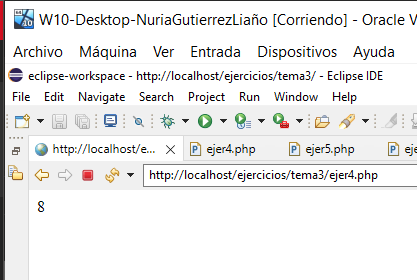 W10-Desktop-NuriaGutierrezLiaño [Corriendo] - Oracle V
Archivo Máquina Ver Entrada Dispositivos Ayuda
eclipse-workspace - http://localhost/ejercicios/tema3/ - Eclipse IDE
File Edit Navigate Search Project Run Window Help
http://localhost/e... ejer4.php ejer5.php eje
http://localhost/ejercicios/tema3/ejer4.php
8